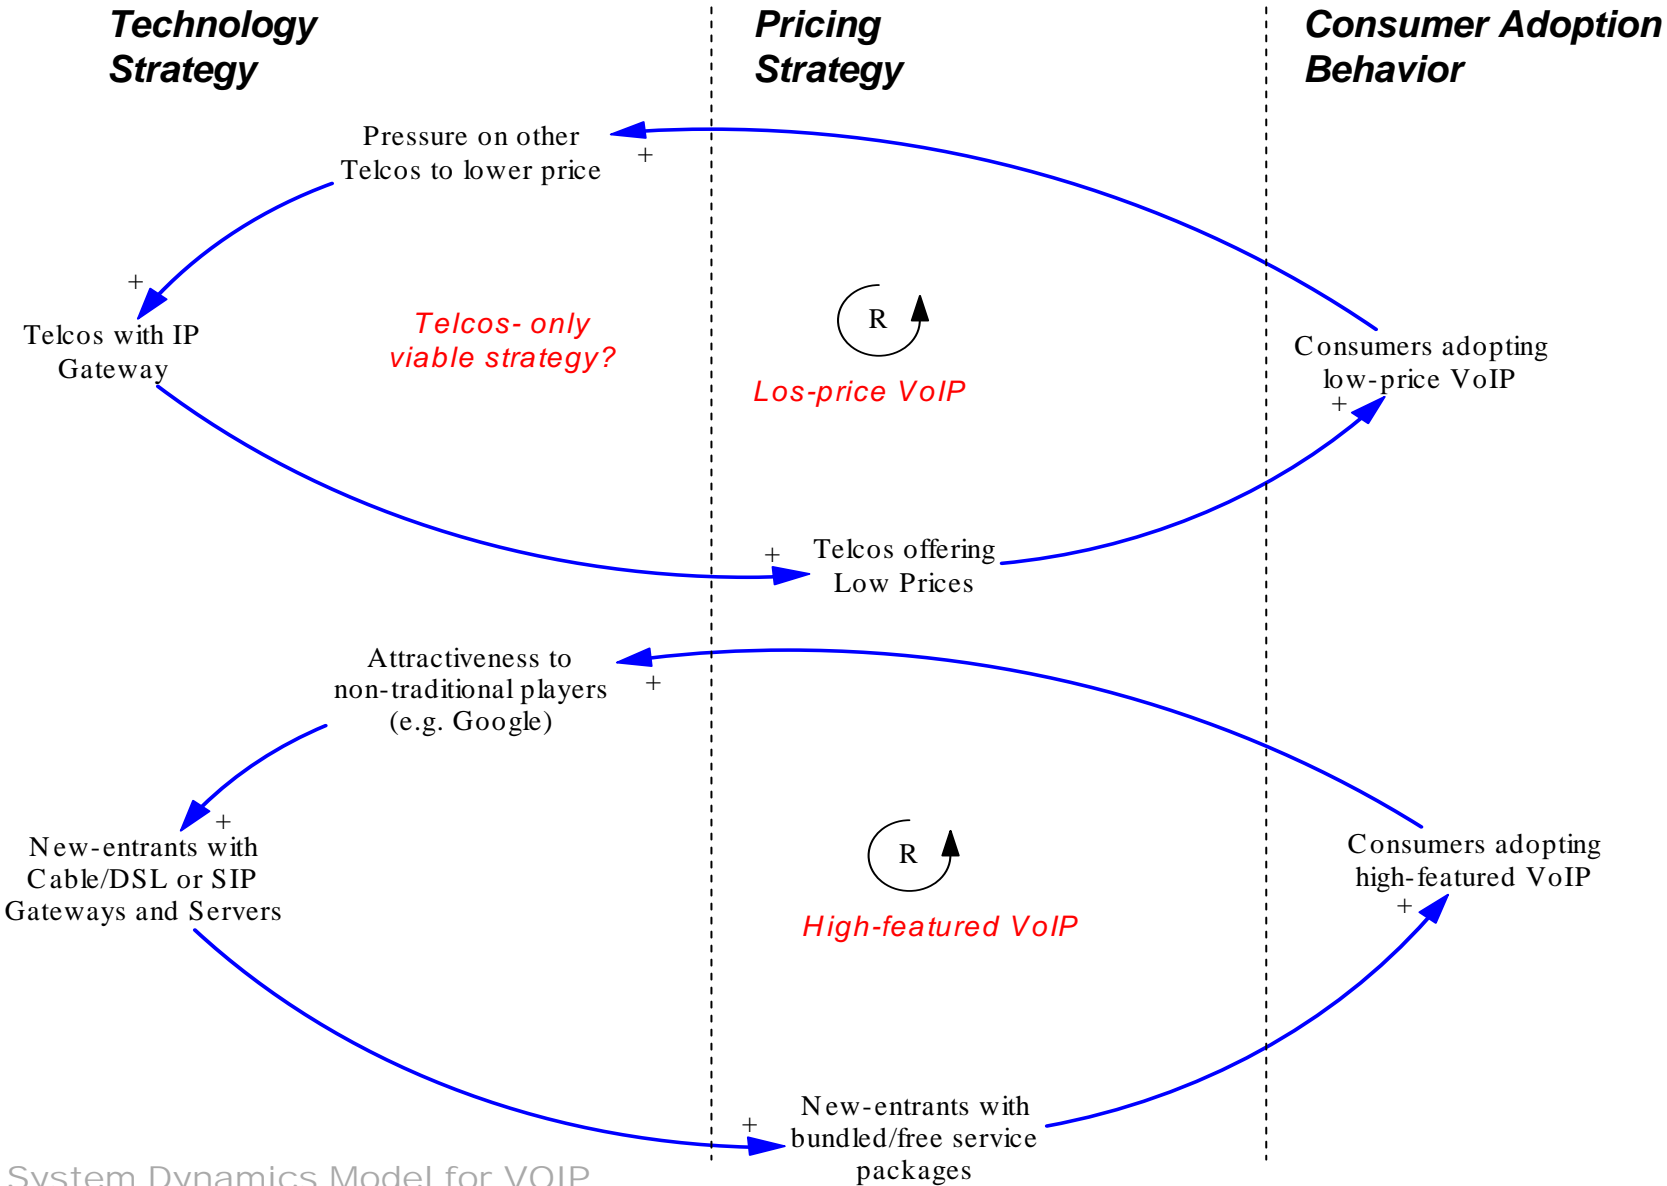 Technology
Strategy
Pricing
Strategy
Consumer Adoption
Behavior
Pressure on other
Telcos to lower price
+
+
Telcos with IP
Gateway
Telcos- only
viable strategy?
R
Los-price VoIP
Consumers adopting
low-price VoIP
+
+
Telcos offering
Low Prices
Attractiveness to
non-traditional players
(e.g. Google)
+
+
New-entrants with
Cable/DSL or SIP
Gateways and Servers
R
High-featured VoIP
Consumers adopting
high-featured VoIP
+
+
New-entrants with
bundled/free service
packages
System Dynamics Model for VOIP